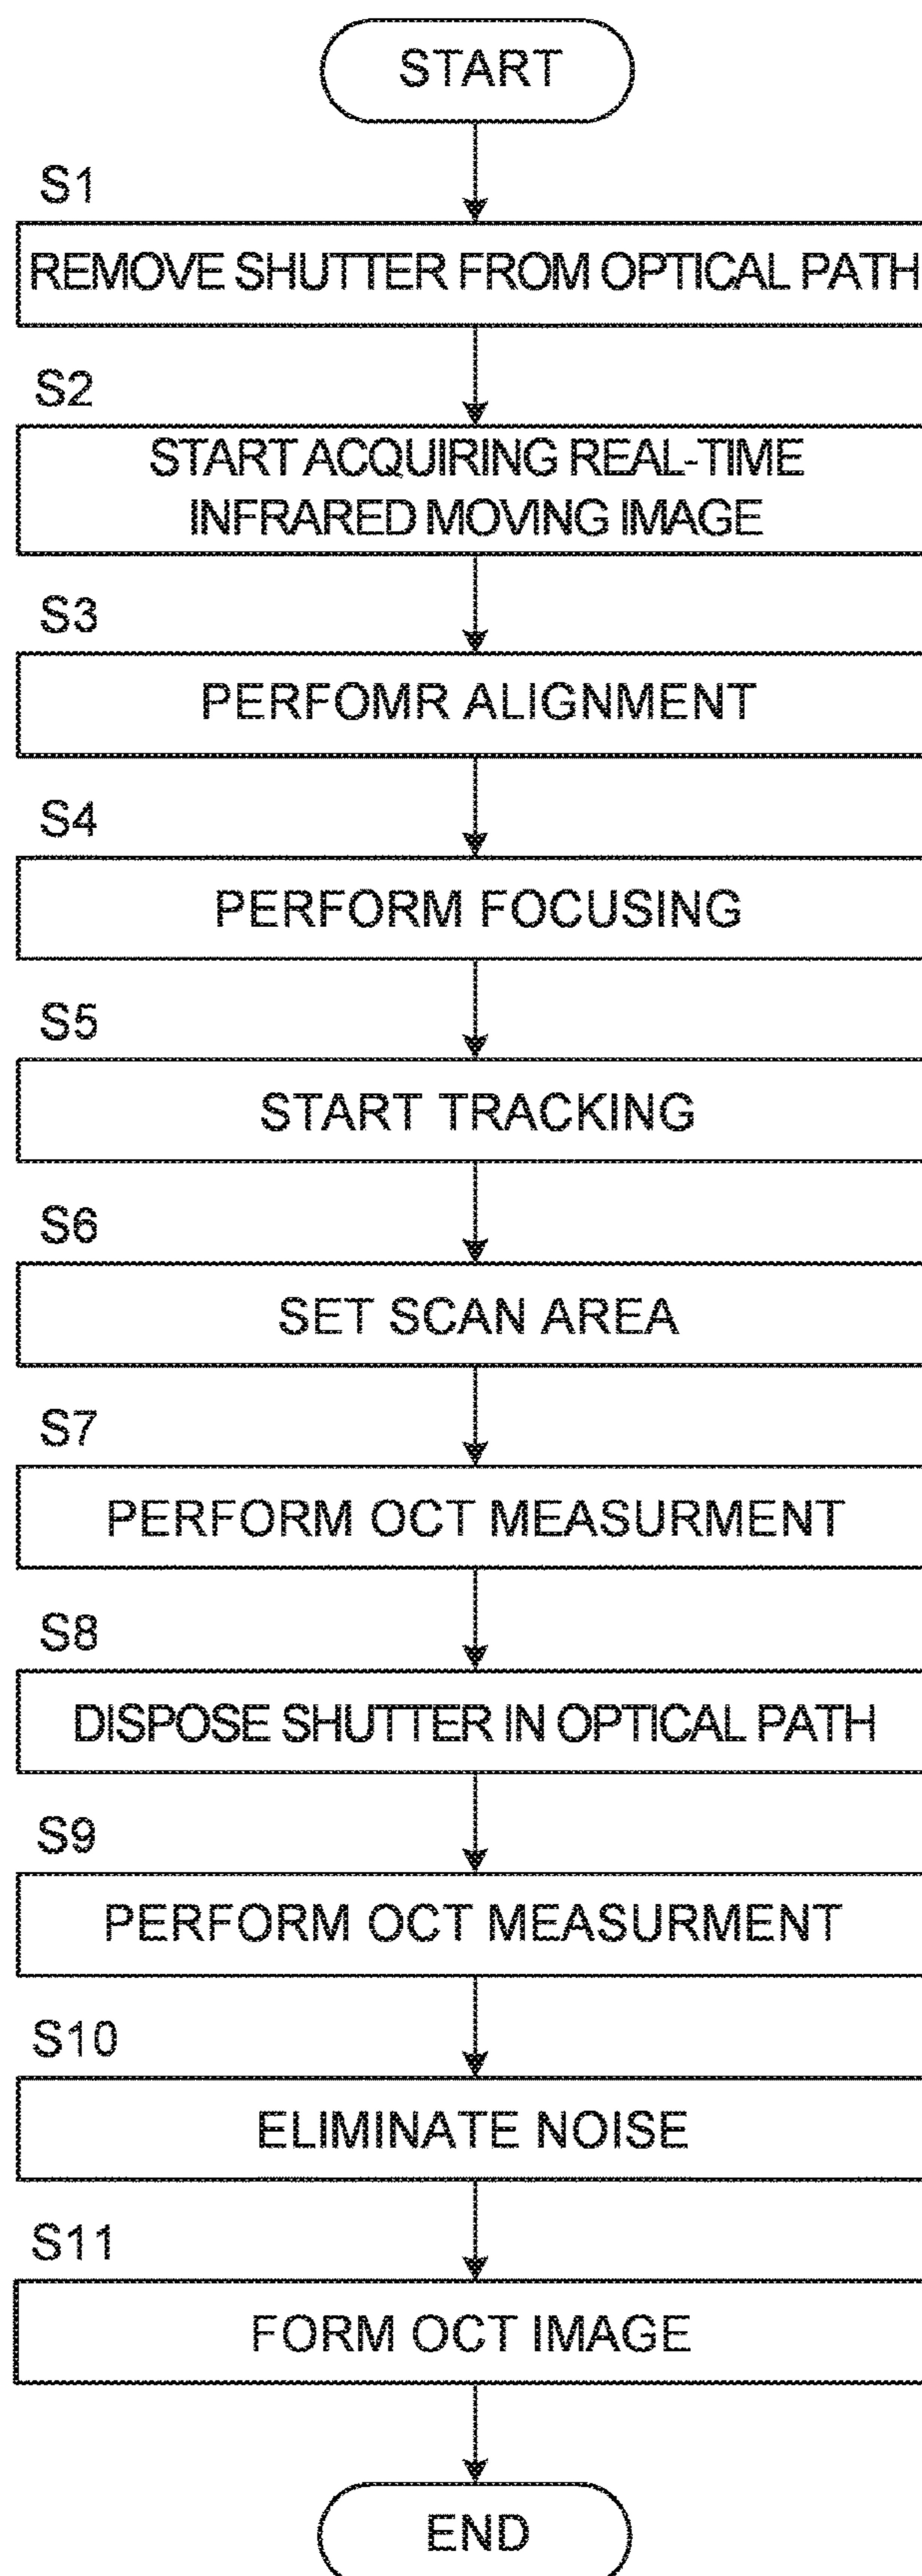 START
S1
REMOVE SHUTTER FROM OPTICAL PATH
S2
START ACQUIRING REAL-TIME
INFRARED MOVING IMAGE
S3
PERFOMR ALIGNMENT
S4
PERFORM FOCUSING
S5
START TRACKING
S6
SET SCAN AREA
S7
PERFORM OCT MEASURMENT
S8
DISPOSE SHUTTER IN OPTICAL PATH
S9
PERFORM OCT MEASURMENT
S10
ELIMINATE NOISE
S11
FORM OCT IMAGE
END